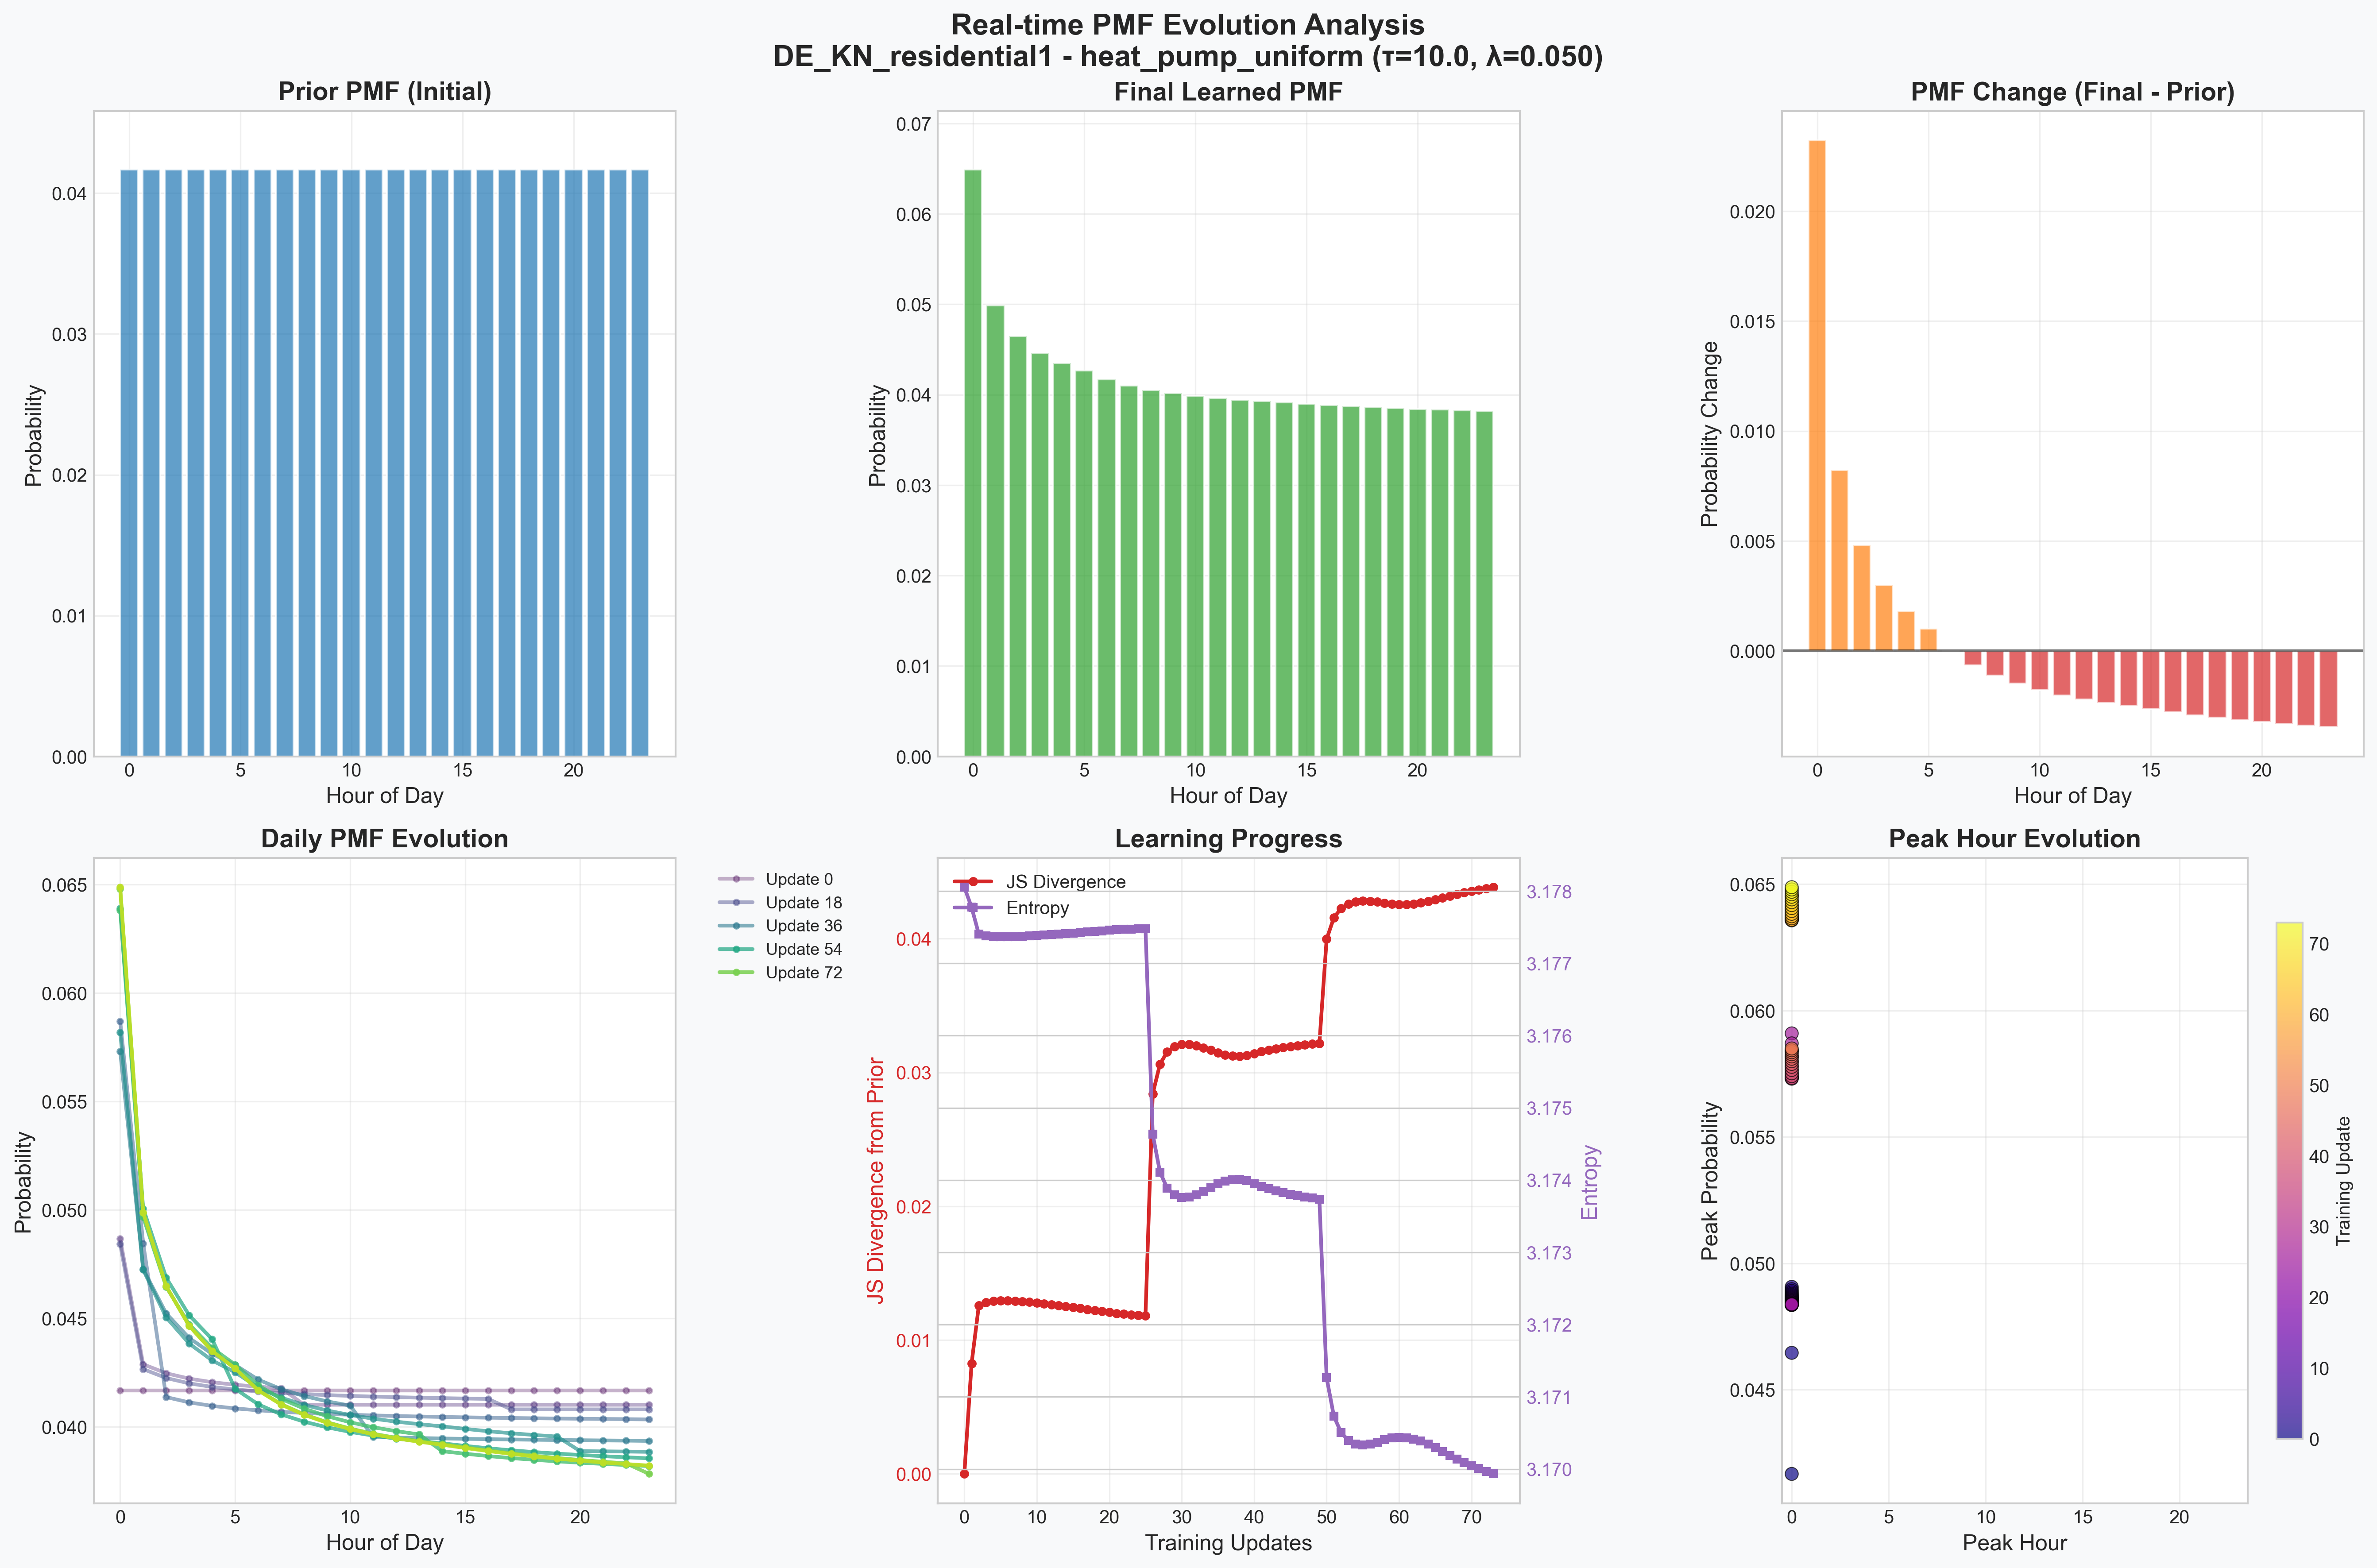 Real-time PMF Evolution Analysis
DE_KN_residential1 - heat_pump_uniform (τ=10.0, λ=0.050)
Prior PMF (Initial)
Probability
0.04
0.03
0.02
0.01
0.00
0 5 10 15 20
Hour of Day
Final Learned PMF
Probability
0.07
0.06
0.05
0.04
0.03
0.02
0.01
0.00
0 5 10 15 20
Hour of Day
PMF Change (Final - Prior)
Probability Change
0.020
0.015
0.010
0.005
0.000
0 5 10 15 20
Hour of Day
Daily PMF Evolution
Probability
0.065
0.060
0.055
0.050
0.045
0.040
0 5 10 15 20
Hour of Day
Update 0
Update 18
Update 36
Update 54
Update 72
Learning Progress
JS Divergence
Entropy
JS Divergence from Prior
0.04
0.03
0.02
0.01
0.00
0 10 20 30 40 50 60 70
Training Updates
3.178
3.177
3.176
3.175
3.174
3.173
3.172
3.171
3.170
Entropy
Peak Hour Evolution
Peak Probability
0.065
0.060
0.055
0.050
0.045
0 5 10 15 20
Peak Hour
70
60
50
40
30
20
10
0
Training Update